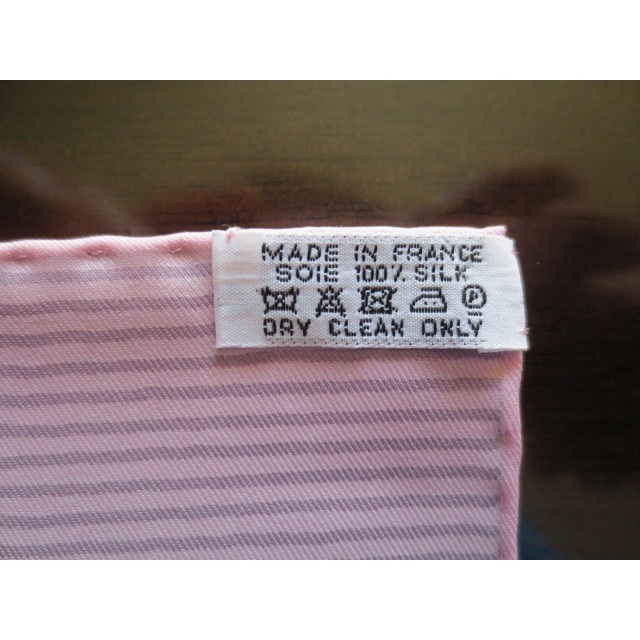 MADE IN FRANCE
SOIE 100% SILK
P
DRY CLEAN ONLY